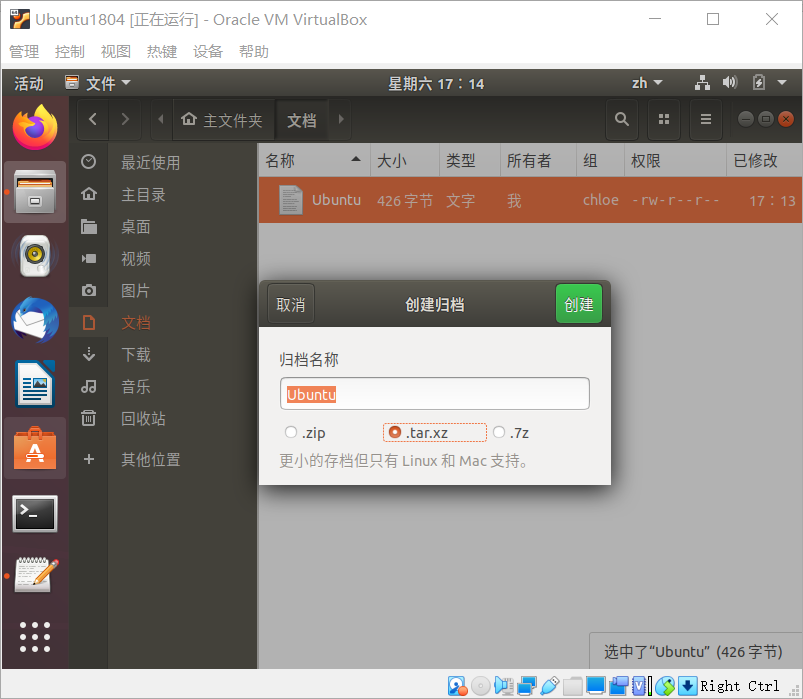 Ubuntu1804 [正在运行] - Oracle VM VirtualBox
管理 控制 视图 热键 设备 帮助
活动 文件 星期六 17:14 zh
主文件夹 文档
名称 大小 类型 所有者 组 权限 已修改
Ubuntu 426 字节 文字 我 chloe -rw-r--r-- 17:13
最近使用
主目录
桌面
视频
图片
文档
下载
音乐
回收站
其他位置
取消 创建归档 创建
归档名称
Ubuntu
.zip .tar.xz .7z
更小的存档但只有 Linux 和 Mac 支持。
选中了“Ubuntu” (426 字节)
Right Ctrl